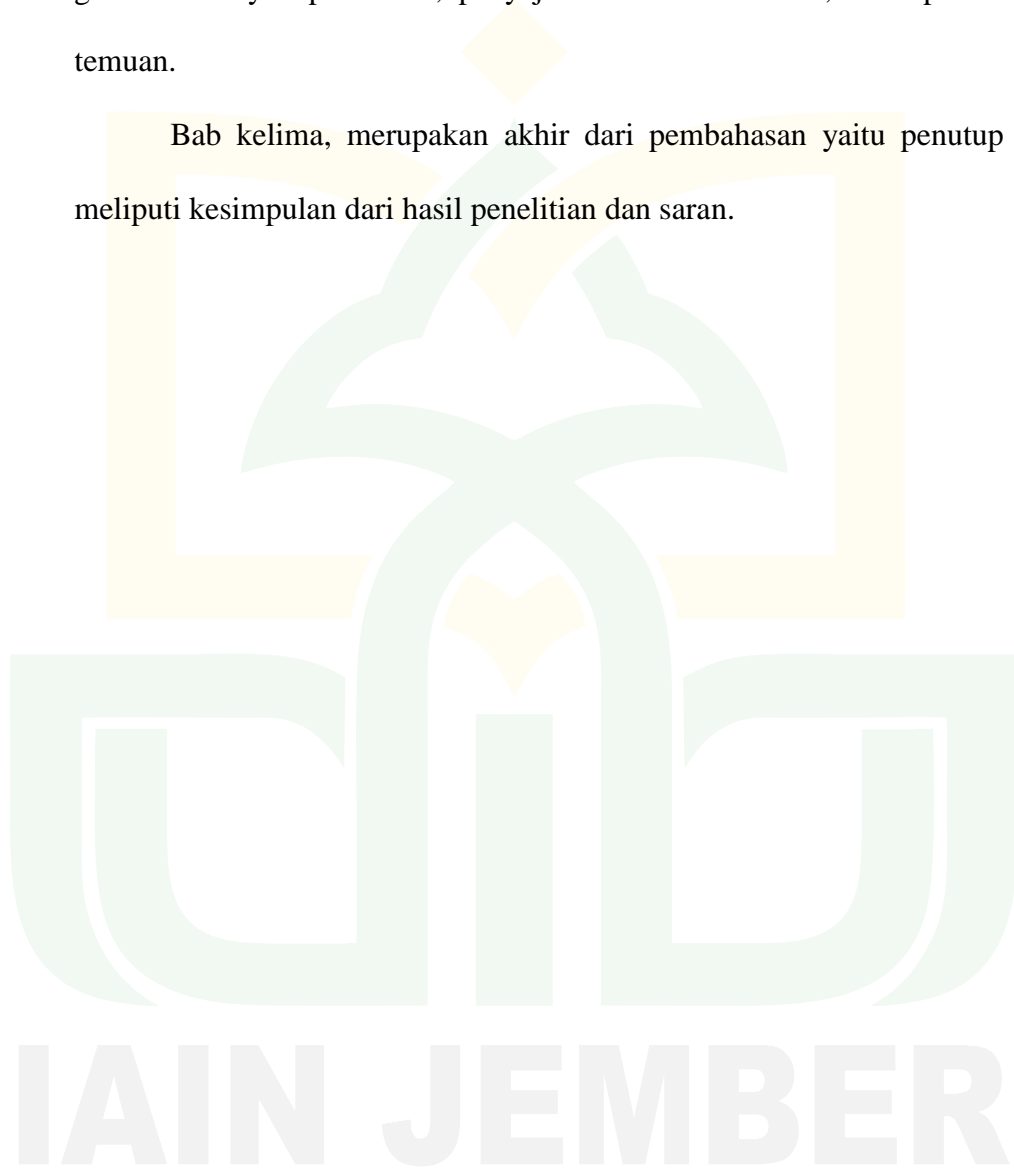 temuan.
Bab kelima, merupakan akhir dari pembahasan yaitu penutup
meliputi kesimpulan dari hasil penelitian dan saran.
IAIN JEMBER